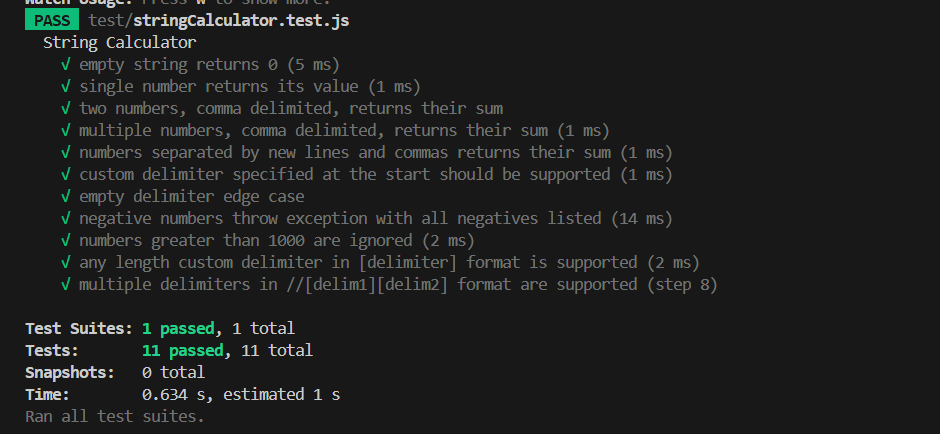 Watch Usage: Press w to show more.
PASS test/stringCalculator.test.js
String Calculator
√ empty string returns 0 (5 ms)
√ single number returns its value (1 ms)
√ two numbers, comma delimited, returns their sum
√ multiple numbers, comma delimited, returns their sum (1 ms)
√ numbers separated by new lines and commas returns their sum (1 ms)
√ custom delimiter specified at the start should be supported (1 ms)
√ empty delimiter edge case
√ negative numbers throw exception with all negatives listed (14 ms)
√ numbers greater than 1000 are ignored (2 ms)
√ any length custom delimiter in [delimiter] format is supported (2 ms)
√ multiple delimiters in //[delim1][delim2] format are supported (step 8)
Test Suites: 1 passed, 1 total
Tests: 11 passed, 11 total
Snapshots: 0 total
Time: 0.634 s, estimated 1 s
Ran all test suites.